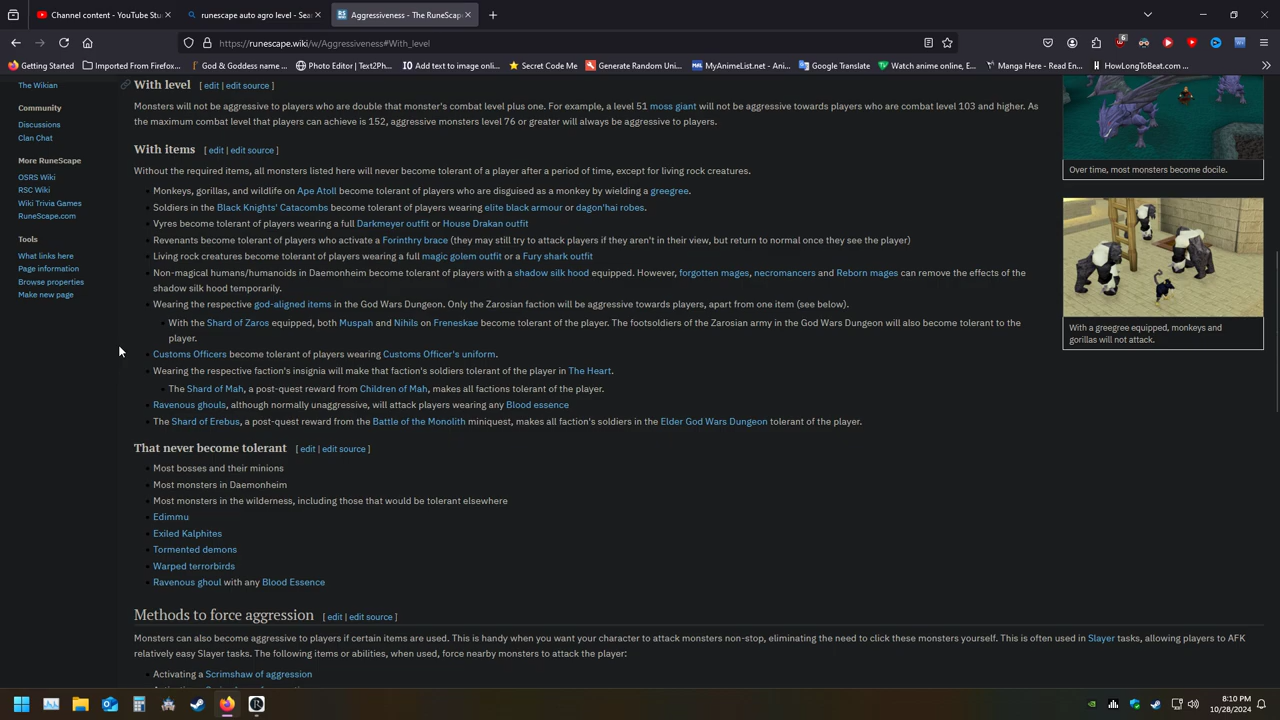 Channel content - YouTube Stu
runescape auto agro level - Sea
Aggressiveness - The RuneScap
https://runescape.wiki/w/Aggressiveness#With_level
6
Getting Started
Imported From Firefox...
God & Goddess name ...
Photo Editor | Text2Ph...
Add text to image onli...
Secret Code Me
Generate Random Uni...
MyAnimeList.net - Ani...
Watch anime online, E...
Manga Here - Read On...
HowLongToBeat.com - ...
The Wikian
Community
Discussions
Clan Chat
More RuneScape
OSRS Wiki
RSC Wiki
Wiki Trivia Games
RuneScape.com
Tools
What links here
Page information
Browse properties
Make new page
With level [ edit | edit source ]
Monsters will not be aggressive to players who are double that monster's combat level plus one. For example, a level 51 moss giant will not be aggressive towards players who are combat level 103 and higher. As
the maximum combat level that players can achieve is 152, aggressive monsters level 76 or greater will always be aggressive to players.
With items [ edit | edit source ]
Without the required items, all monsters listed here will never become tolerant of a player after a period of time, except for living rock creatures.
Monkeys, gorillas, and wildlife on Ape Atoll become tolerant of players who are disguised as a monkey by wielding a greegree.
Soldiers in the Black Knights' Catacombs become tolerant of players wearing elite black armour or dagon'hai robes.
Vyres become tolerant of players wearing a full Darkmeyer outfit or House Drakan outfit
Revenants become tolerant of players who activate a Forinthry brace (they may still try to attack players if they aren't in their view, but return to normal once they see the player)
Living rock creatures become tolerant of players wearing a full magic golem outfit or a Fury shark outfit
Non-magical humans/humanoids in Daemonheim become tolerant of players with a shadow silk hood equipped. However, forgotten mages, necromancers and Reborn mages can remove the effects of the
shadow silk hood temporarily.
Wearing the respective god-aligned items in the God Wars Dungeon. Only the Zarosian faction will be aggressive towards players, apart from one item (see below).
With the Shard of Zaros equipped, both Muspah and Nihils on Freneskae become tolerant of the player. The footsoldiers of the Zarosian army in the God Wars Dungeon will also become tolerant to the
player.
Customs Officers become tolerant of players wearing Customs Officer's uniform.
Wearing the respective faction's insignia will make that faction's soldiers tolerant of the player in The Heart.
The Shard of Mah, a post-quest reward from Children of Mah, makes all factions tolerant of the player.
Ravenous ghouls, although normally unaggressive, will attack players wearing any Blood essence
The Shard of Erebus, a post-quest reward from the Battle of the Monolith miniquest, makes all faction's soldiers in the Elder God Wars Dungeon tolerant of the player.
That never become tolerant [ edit | edit source ]
Most bosses and their minions
Most monsters in Daemonheim
Most monsters in the wilderness, including those that would be tolerant elsewhere
Edimmu
Exiled Kalphites
Tormented demons
Warped terrorbirds
Ravenous ghoul with any Blood Essence
Methods to force aggression [ edit | edit source ]
Monsters can also become aggressive to players if certain items are used. This is handy when you want your character to attack monsters non-stop, eliminating the need to click these monsters yourself. This is often used in Slayer tasks, allowing players to AFK
relatively easy Slayer tasks. The following items or abilities, when used, force nearby monsters to attack the player:
Activating a Scrimshaw of aggression
Over time, most monsters become docile.
With a greegree equipped, monkeys and
gorillas will not attack.
8:10 PM
10/28/2024